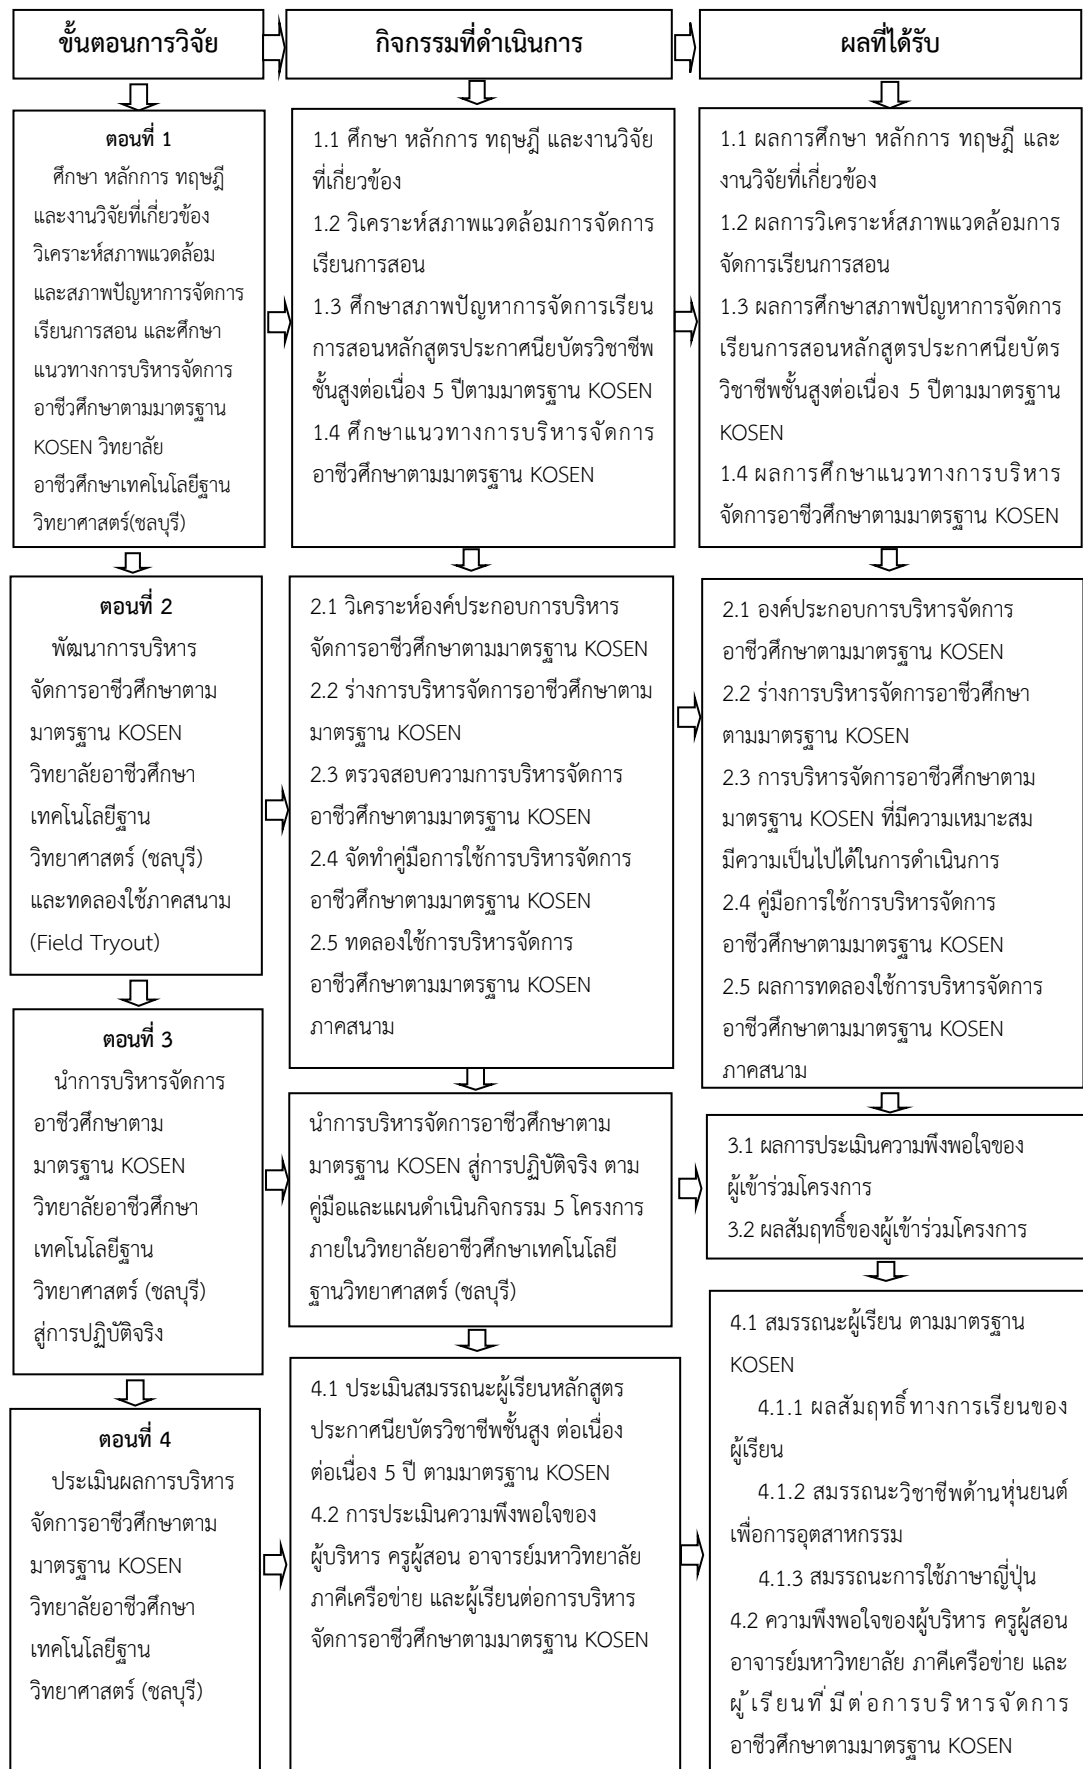 ขั้นตอนการวิจัย
กิจกรรมที่ดำเนินการ
ผลที่ได้รับ
ตอนที่ 1
ศึกษา หลักการ ทฤษฎี
และงานวิจัยที่เกี่ยวข้อง
วิเคราะห์สภาพแวดล้อม
และสภาพปัญหาการจัดการ
เรียนการสอน และศึกษา
แนวทางการบริหารจัดการ
อาชีวศึกษาตามมาตรฐาน
KOSEN วิทยาลัย
อาชีวศึกษาเทคโนโลยีฐาน
วิทยาศาสตร์(ชลบุรี)
1.1 ศึกษา หลักการ ทฤษฎี และงานวิจัย
ที่เกี่ยวข้อง
1.2 วิเคราะห์สภาพแวดล้อมการจัดการ
เรียนการสอน
1.3 ศึกษาสภาพปัญหาการจัดการเรียน
การสอนหลักสูตรประกาศนียบัตรวิชาชีพ
ชั้นสูงต่อเนื่อง 5 ปีตามมาตรฐาน KOSEN
1.4 ศึกษาแนวทางการบริหารจัดการ
อาชีวศึกษาตามมาตรฐาน KOSEN
1.1 ผลการศึกษา หลักการ ทฤษฎี และ
งานวิจัยที่เกี่ยวข้อง
1.2 ผลการวิเคราะห์สภาพแวดล้อมการ
จัดการเรียนการสอน
1.3 ผลการศึกษาสภาพปัญหาการจัดการ
เรียนการสอนหลักสูตรประกาศนียบัตร
วิชาชีพชั้นสูงต่อเนื่อง 5 ปีตามมาตรฐาน
KOSEN
1.4 ผลการศึกษาแนวทางการบริหาร
จัดการอาชีวศึกษาตามมาตรฐาน KOSEN
ตอนที่ 2
พัฒนาการบริหาร
จัดการอาชีวศึกษาตาม
มาตรฐาน KOSEN
วิทยาลัยอาชีวศึกษา
เทคโนโลยีฐาน
วิทยาศาสตร์ (ชลบุรี)
และทดลองใช้ภาคสนาม
(Field Tryout)
2.1 วิเคราะห์องค์ประกอบการบริหาร
จัดการอาชีวศึกษาตามมาตรฐาน KOSEN
2.2 ร่างการบริหารจัดการอาชีวศึกษาตาม
มาตรฐาน KOSEN
2.3 ตรวจสอบความการบริหารจัดการ
อาชีวศึกษาตามมาตรฐาน KOSEN
2.4 จัดทำคู่มือการใช้การบริหารจัดการ
อาชีวศึกษาตามมาตรฐาน KOSEN
2.5 ทดลองใช้การบริหารจัดการ
อาชีวศึกษาตามมาตรฐาน KOSEN
ภาคสนาม
2.1 องค์ประกอบการบริหารจัดการ
อาชีวศึกษาตามมาตรฐาน KOSEN
2.2 ร่างการบริหารจัดการอาชีวศึกษา
ตามมาตรฐาน KOSEN
2.3 การบริหารจัดการอาชีวศึกษาตาม
มาตรฐาน KOSEN ที่มีความเหมาะสม
มีความเป็นไปได้ในการดำเนินการ
2.4 คู่มือการใช้การบริหารจัดการ
อาชีวศึกษาตามมาตรฐาน KOSEN
2.5 ผลการทดลองใช้การบริหารจัดการ
อาชีวศึกษาตามมาตรฐาน KOSEN
ภาคสนาม
ตอนที่ 3
นำการบริหารจัดการ
อาชีวศึกษาตาม
มาตรฐาน KOSEN
วิทยาลัยอาชีวศึกษา
เทคโนโลยีฐาน
วิทยาศาสตร์ (ชลบุรี)
สู่การปฏิบัติจริง
นำการบริหารจัดการอาชีวศึกษาตาม
มาตรฐาน KOSEN สู่การปฏิบัติจริง ตาม
คู่มือและแผนดำเนินกิจกรรม 5 โครงการ
ภายในวิทยาลัยอาชีวศึกษาเทคโนโลยี
ฐานวิทยาศาสตร์ (ชลบุรี)
3.1 ผลการประเมินความพึงพอใจของ
ผู้เข้าร่วมโครงการ
3.2 ผลสัมฤทธิ์ของผู้เข้าร่วมโครงการ
ตอนที่ 4
ประเมินผลการบริหาร
จัดการอาชีวศึกษาตาม
มาตรฐาน KOSEN
วิทยาลัยอาชีวศึกษา
เทคโนโลยีฐาน
วิทยาศาสตร์ (ชลบุรี)
4.1 ประเมินสมรรถนะผู้เรียนหลักสูตร
ประกาศนียบัตรวิชาชีพชั้นสูง ต่อเนื่อง
ต่อเนื่อง 5 ปี ตามมาตรฐาน KOSEN
4.2 การประเมินความพึงพอใจของ
ผู้บริหาร ครูผู้สอน อาจารย์มหาวิทยาลัย
ภาคีเครือข่าย และผู้เรียนต่อการบริหาร
จัดการอาชีวศึกษาตามมาตรฐาน KOSEN
4.1 สมรรถนะผู้เรียน ตามมาตรฐาน
KOSEN
4.1.1 ผลสัมฤทธิ์ทางการเรียนของ
ผู้เรียน
4.1.2 สมรรถนะวิชาชีพด้านหุ่นยนต์
เพื่อการอุตสาหกรรม
4.1.3 สมรรถนะการใช้ภาษาญี่ปุ่น
4.2 ความพึงพอใจของผู้บริหาร ครูผู้สอน
อาจารย์มหาวิทยาลัย ภาคีเครือข่าย และ
ผู้เรียนที่มีต่อการบริหารจัดการ
อาชีวศึกษาตามมาตรฐาน KOSEN